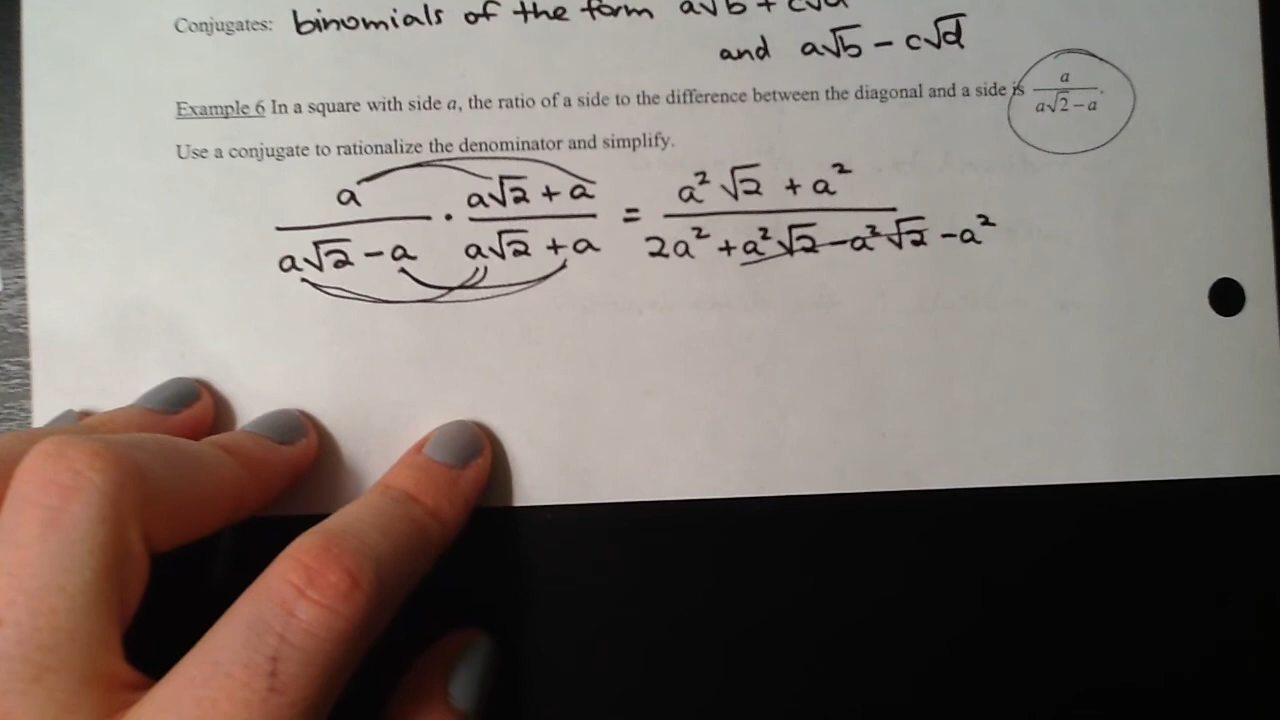 Conjugates: binomials of the form a√b + c√d
and a√b − c√d
Example 6 In a square with side a, the ratio of a side to the difference between the diagonal and a side is a/(a√2 − a).
Use a conjugate to rationalize the denominator and simplify.
a/(a√2 − a) · (a√2 + a)/(a√2 + a) = (a²√2 + a²)/(2a² + a²√2 − a²√2 − a²)